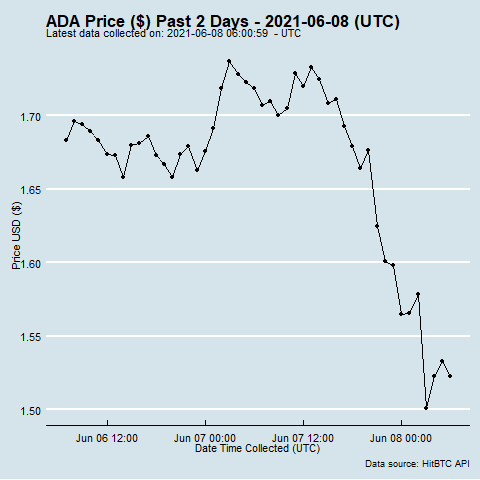 ADA Price ($) Past 2 Days - 2021-06-08 (UTC)
Latest data collected on: 2021-06-08 06:00:59 - UTC
Price USD ($)
1.70
1.65
1.60
1.55
1.50
Jun 06 12:00
Jun 07 00:00
Jun 07 12:00
Jun 08 00:00
Date Time Collected (UTC)
Data source: HitBTC API